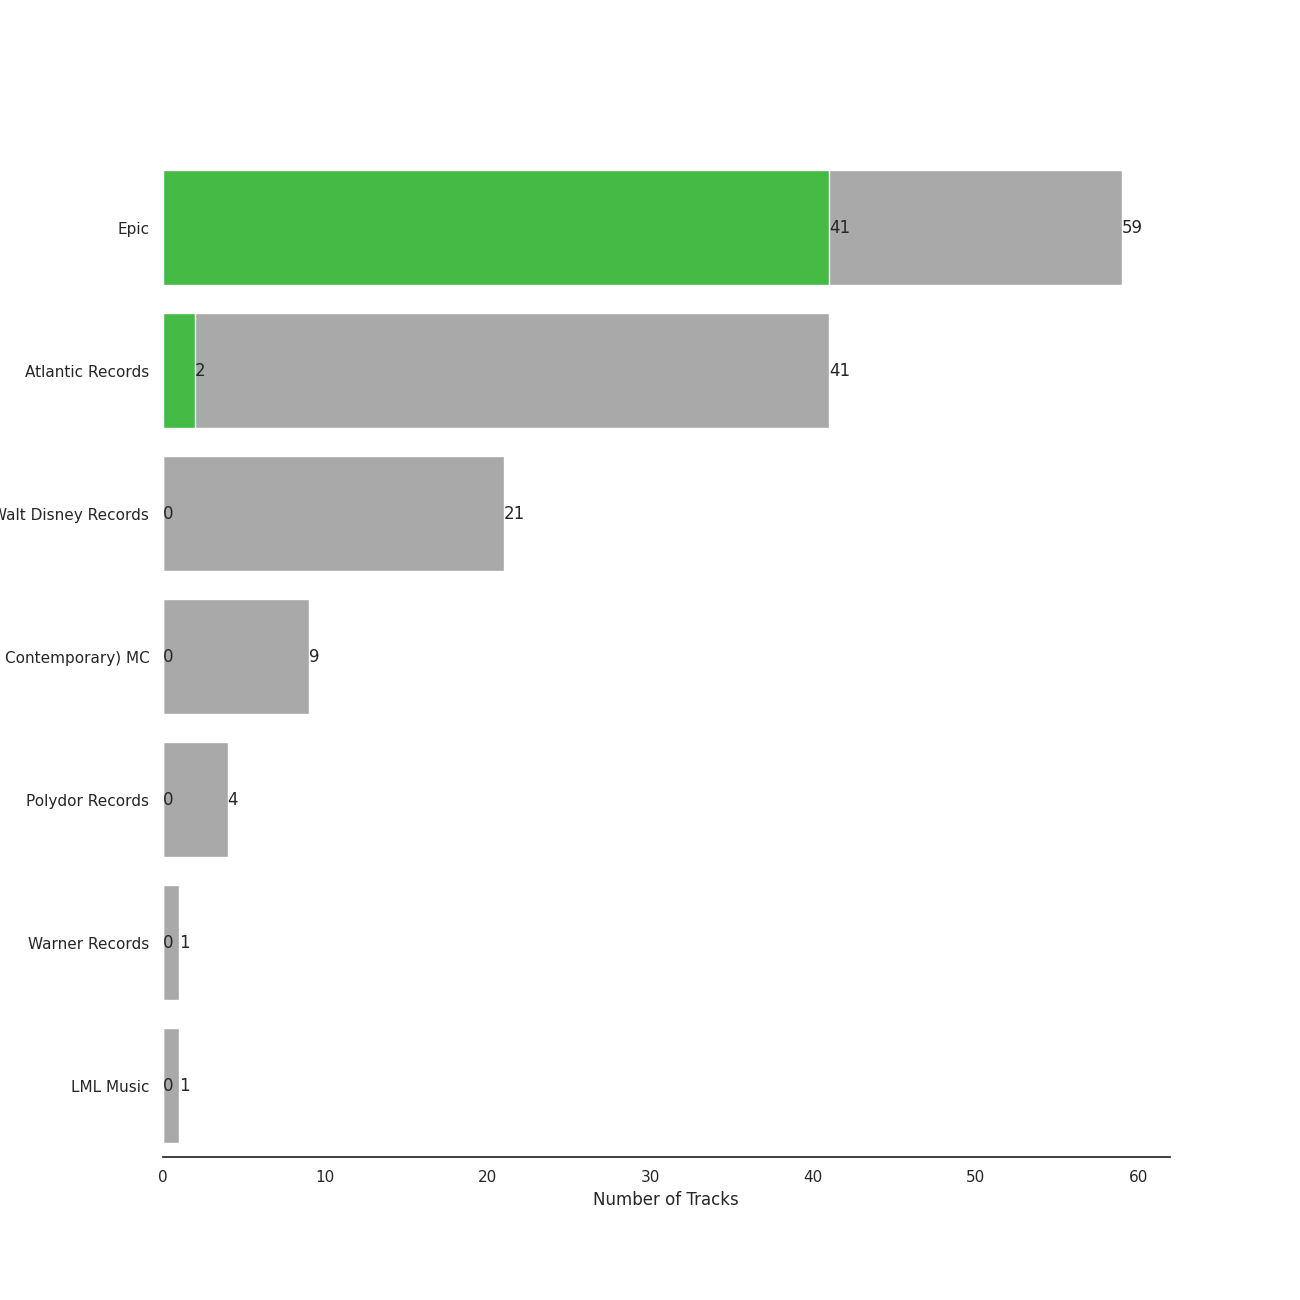 Epic 41 59
Atlantic Records 2 41
Walt Disney Records 0 21
Contemporary) MC 0 9
Polydor Records 0 4
Warner Records 0 1
LML Music 0 1
0 10 20 30 40 50 60
Number of Tracks